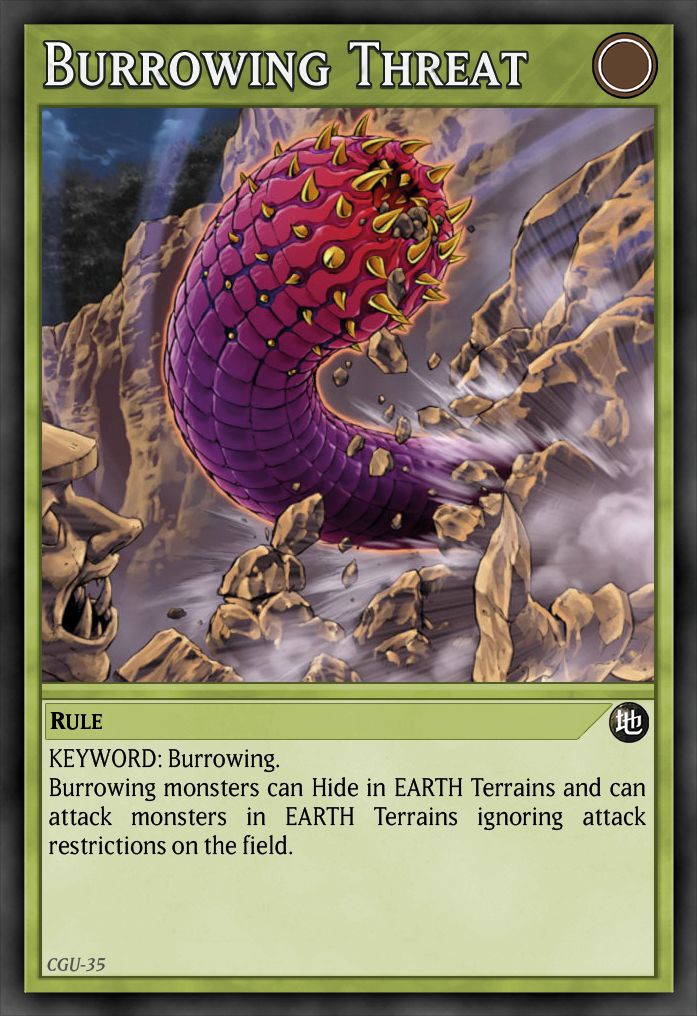 Burrowing Threat
Rule
KEYWORD: Burrowing.
Burrowing monsters can Hide in EARTH Terrains and can
attack monsters in EARTH Terrains ignoring attack
restrictions on the field.
CGU-35